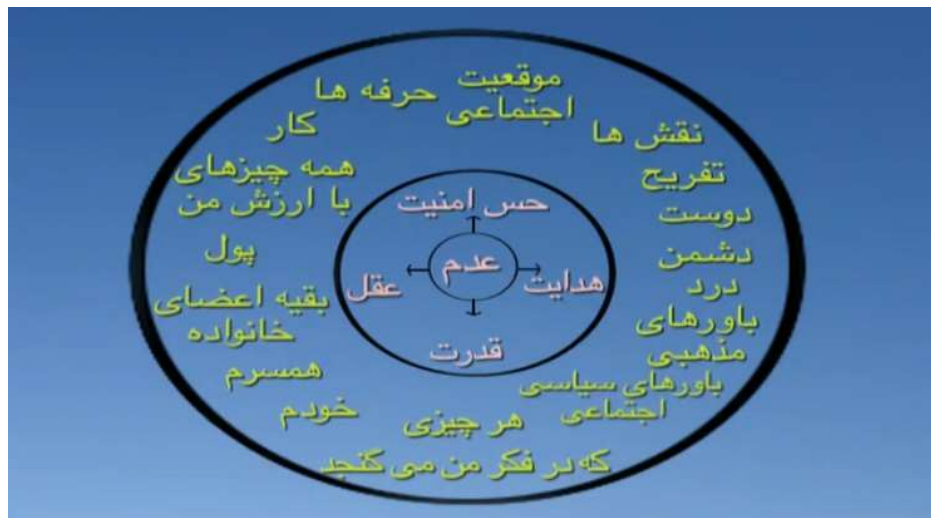 موقعیت
اجتماعی
حرفه ها
کار
همه چیزهای
با ارزش من
پول
بقیه اعضای
خانواده
همسرم
خودم
هر چیزی
که در فکر من می گنجد
باورهای سیاسی
اجتماعی
باورهای
مذهبی
درد
دشمن
دوست
تفریح
نقش ها
حس امنیت
عقل
عدم
هدایت
قدرت